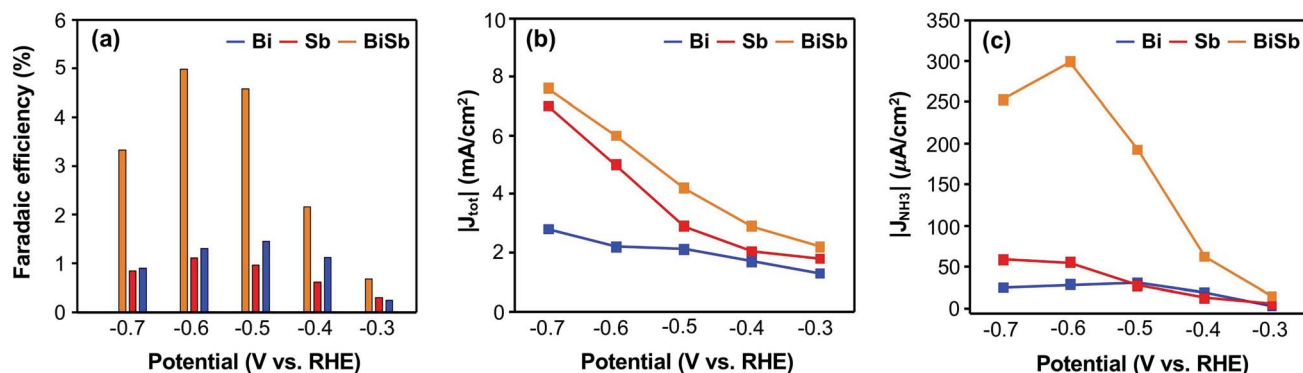 (a)
Bi Sb BiSb
Faradaic efficiency (%)
6
5
4
3
2
1
0
-0.7 -0.6 -0.5 -0.4 -0.3
Potential (V vs. RHE)
(b)
Bi Sb BiSb
|Jtot| (mA/cm²)
10
8
6
4
2
0
-0.7 -0.6 -0.5 -0.4 -0.3
Potential (V vs. RHE)
(c)
Bi Sb BiSb
|JNH3| (µA/cm²)
350
300
250
200
150
100
50
0
-0.7 -0.6 -0.5 -0.4 -0.3
Potential (V vs. RHE)